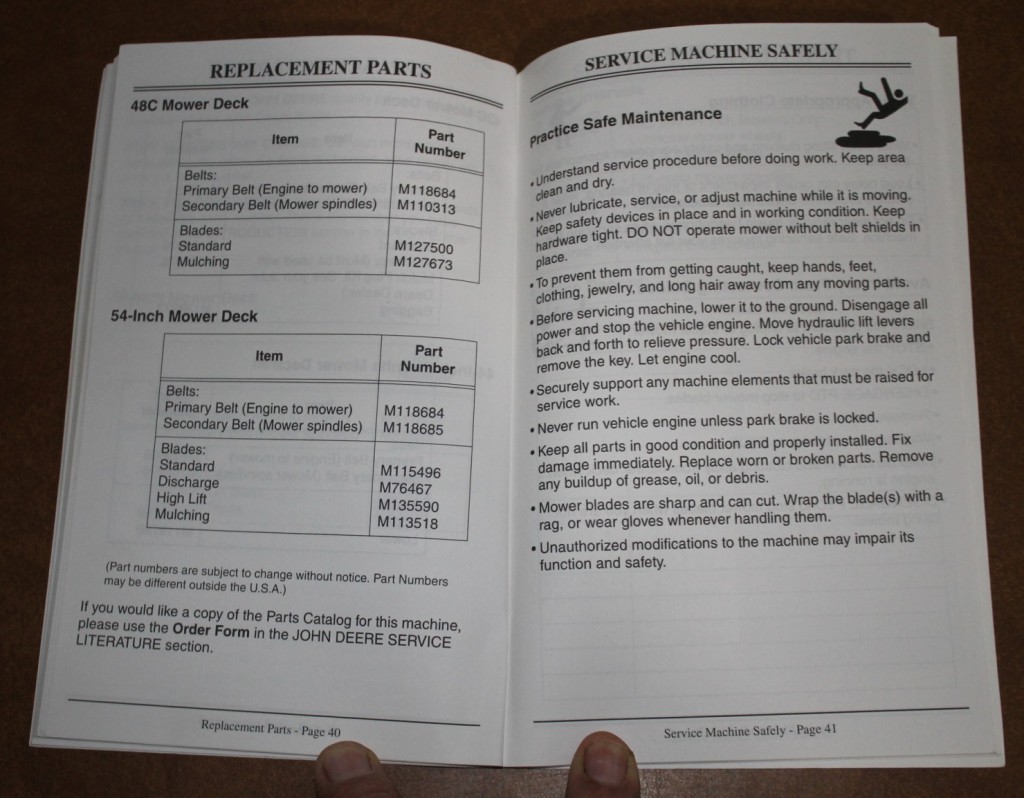 REPLACEMENT PARTS
48C Mower Deck
Item Part Number
Belts:
Primary Belt (Engine to mower) M118684
Secondary Belt (Mower spindles) M110313
Blades:
Standard M127500
Mulching M127673
54-Inch Mower Deck
Item Part Number
Belts:
Primary Belt (Engine to mower) M118684
Secondary Belt (Mower spindles) M118685
Blades:
Standard M115496
Discharge M76467
High Lift M135590
Mulching M113518
(Part numbers are subject to change without notice. Part Numbers
may be different outside the U.S.A.)
If you would like a copy of the Parts Catalog for this machine,
please use the Order Form in the JOHN DEERE SERVICE
LITERATURE section.
Replacement Parts - Page 40
SERVICE MACHINE SAFELY
Practice Safe Maintenance
• Understand service procedure before doing work. Keep area
clean and dry.
• Never lubricate, service, or adjust machine while it is moving.
Keep safety devices in place and in working condition. Keep
hardware tight. DO NOT operate mower without belt shields in
place.
• To prevent them from getting caught, keep hands, feet,
clothing, jewelry, and long hair away from any moving parts.
• Before servicing machine, lower it to the ground. Disengage all
power and stop the vehicle engine. Move hydraulic lift levers
back and forth to relieve pressure. Lock vehicle park brake and
remove the key. Let engine cool.
• Securely support any machine elements that must be raised for
service work.
• Never run vehicle engine unless park brake is locked.
• Keep all parts in good condition and properly installed. Fix
damage immediately. Replace worn or broken parts. Remove
any buildup of grease, oil, or debris.
• Mower blades are sharp and can cut. Wrap the blade(s) with a
rag, or wear gloves whenever handling them.
• Unauthorized modifications to the machine may impair its
function and safety.
Service Machine Safely - Page 41